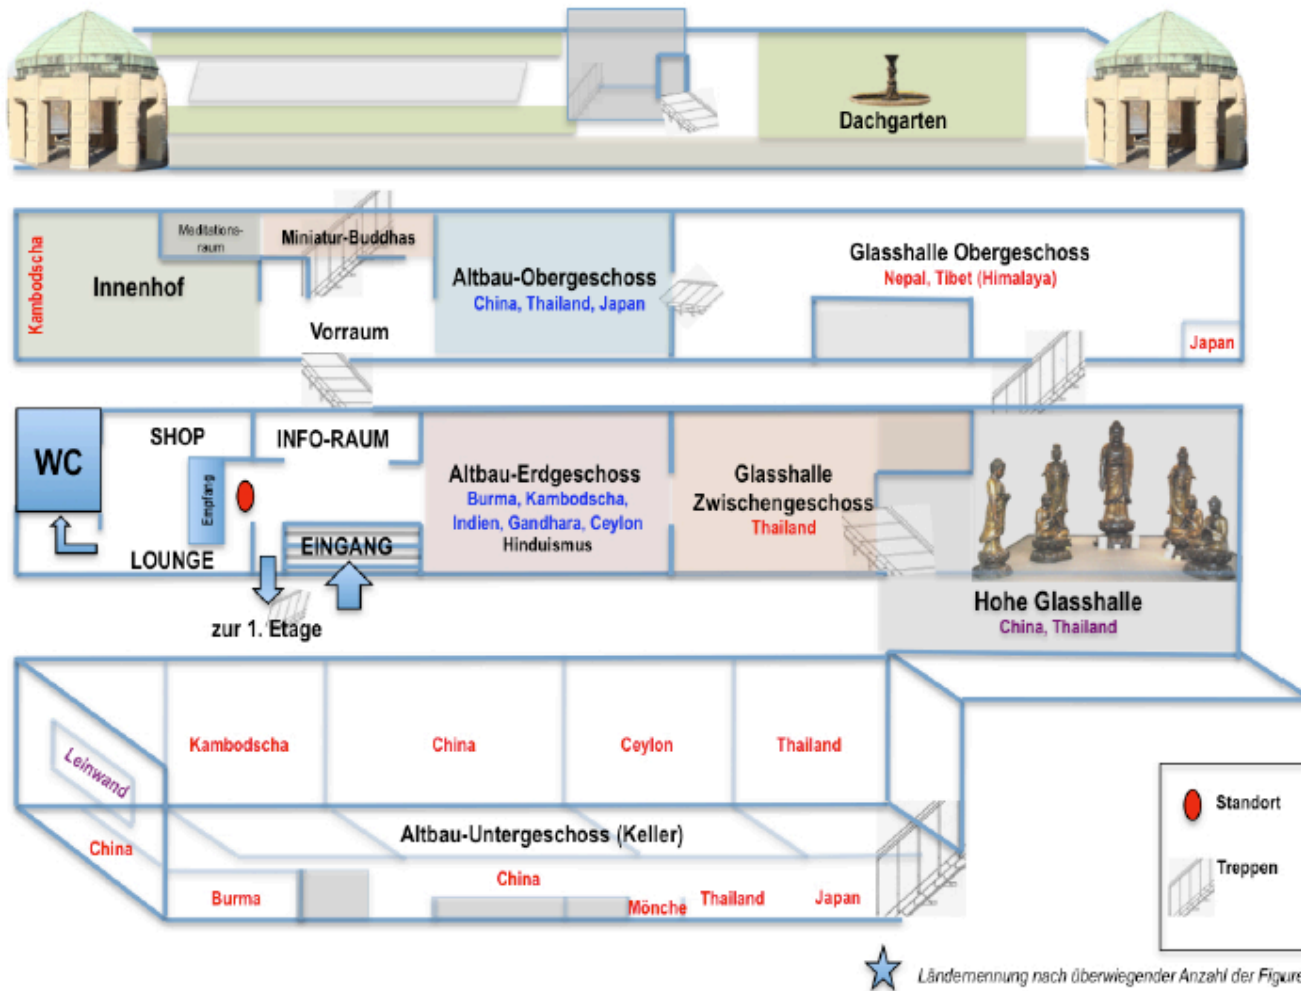 Dachgarten
Kambodscha
Meditations-
raum
Miniatur-Buddhas
Innenhof
Vorraum
Altbau-Obergeschoss
China, Thailand, Japan
Glasshalle Obergeschoss
Nepal, Tibet (Himalaya)
Japan
WC
SHOP
INFO-RAUM
Empfang
LOUNGE
EINGANG
zur 1. Etage
Altbau-Erdgeschoss
Burma, Kambodscha,
Indien, Gandhara, Ceylon
Hinduismus
Glasshalle
Zwischengeschoss
Thailand
Hohe Glasshalle
China, Thailand
Leinwand
Kambodscha
China
Ceylon
Thailand
China
Altbau-Untergeschoss (Keller)
Burma
China
Mönche
Thailand
Japan
Standort
Treppen
Ländernennung nach überwiegender Anzahl der Figure